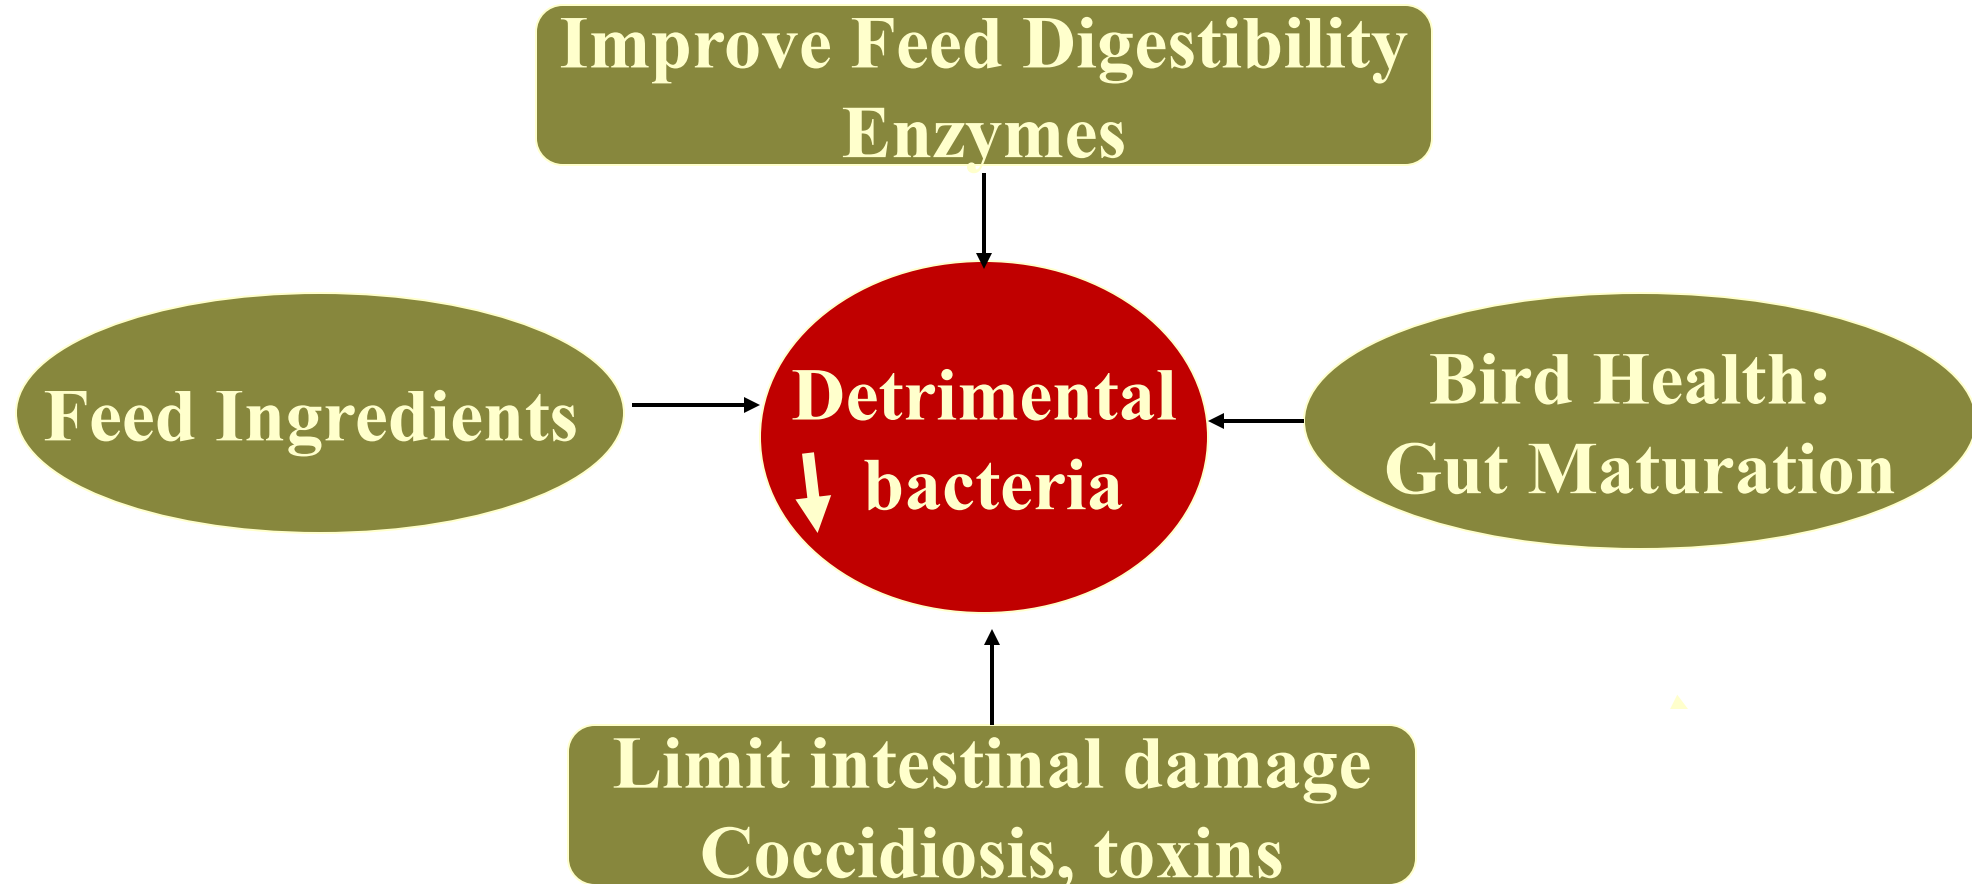 Improve Feed Digestibility
Enzymes
Feed Ingredients
Detrimental
bacteria
Bird Health:
Gut Maturation
Limit intestinal damage
Coccidiosis, toxins